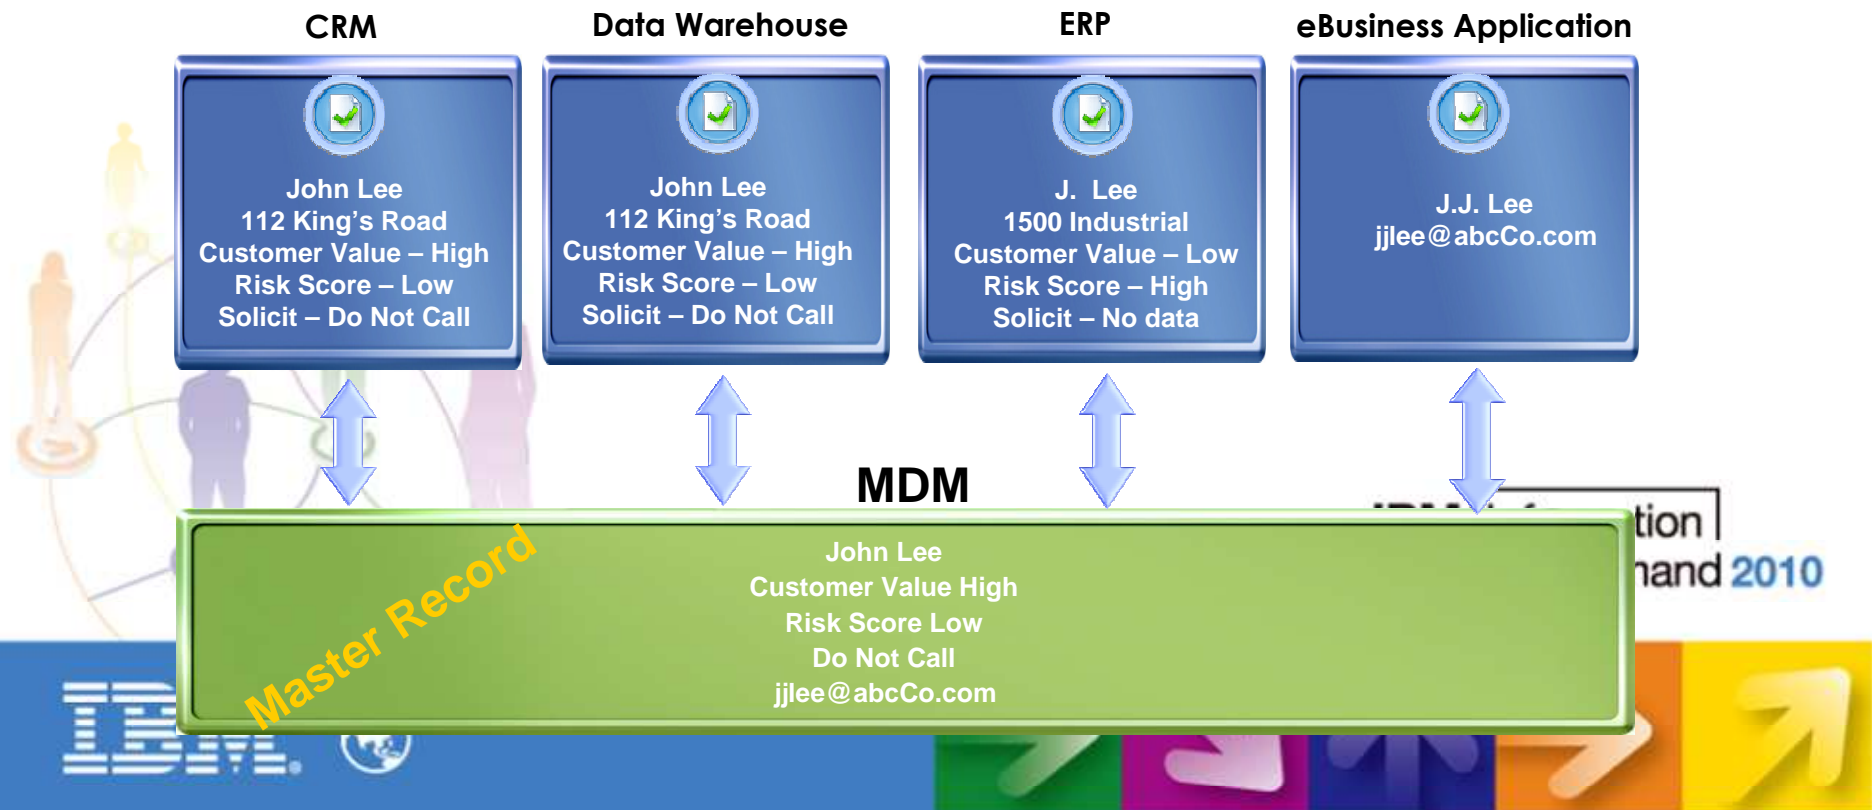 CRM
John Lee
112 King’s Road
Customer Value – High
Risk Score – Low
Solicit – Do Not Call
Data Warehouse
John Lee
112 King’s Road
Customer Value – High
Risk Score – Low
Solicit – Do Not Call
ERP
J. Lee
1500 Industrial
Customer Value – Low
Risk Score – High
Solicit – No data
eBusiness Application
J.J. Lee
jjlee@abcCo.com
MDM
Master Record
John Lee
Customer Value High
Risk Score Low
Do Not Call
jjlee@abcCo.com
2010
IBM.